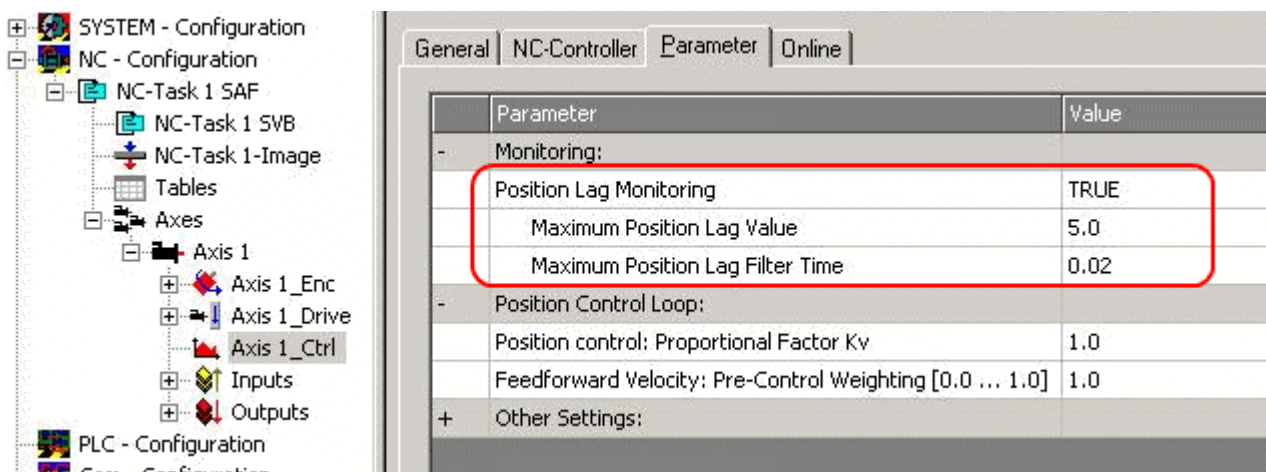 SYSTEM - Configuration
NC - Configuration
NC-Task 1 SAF
NC-Task 1 SVB
NC-Task 1-Image
Tables
Axes
Axis 1
Axis 1_Enc
Axis 1_Drive
Axis 1_Ctrl
Inputs
Outputs
PLC - Configuration
General NC-Controller Parameter Online
Parameter Value
- Monitoring:
Position Lag Monitoring TRUE
Maximum Position Lag Value 5.0
Maximum Position Lag Filter Time 0.02
- Position Control Loop:
Position control: Proportional Factor Kv 1.0
Feedforward Velocity: Pre-Control Weighting [0.0 ... 1.0] 1.0
+ Other Settings: